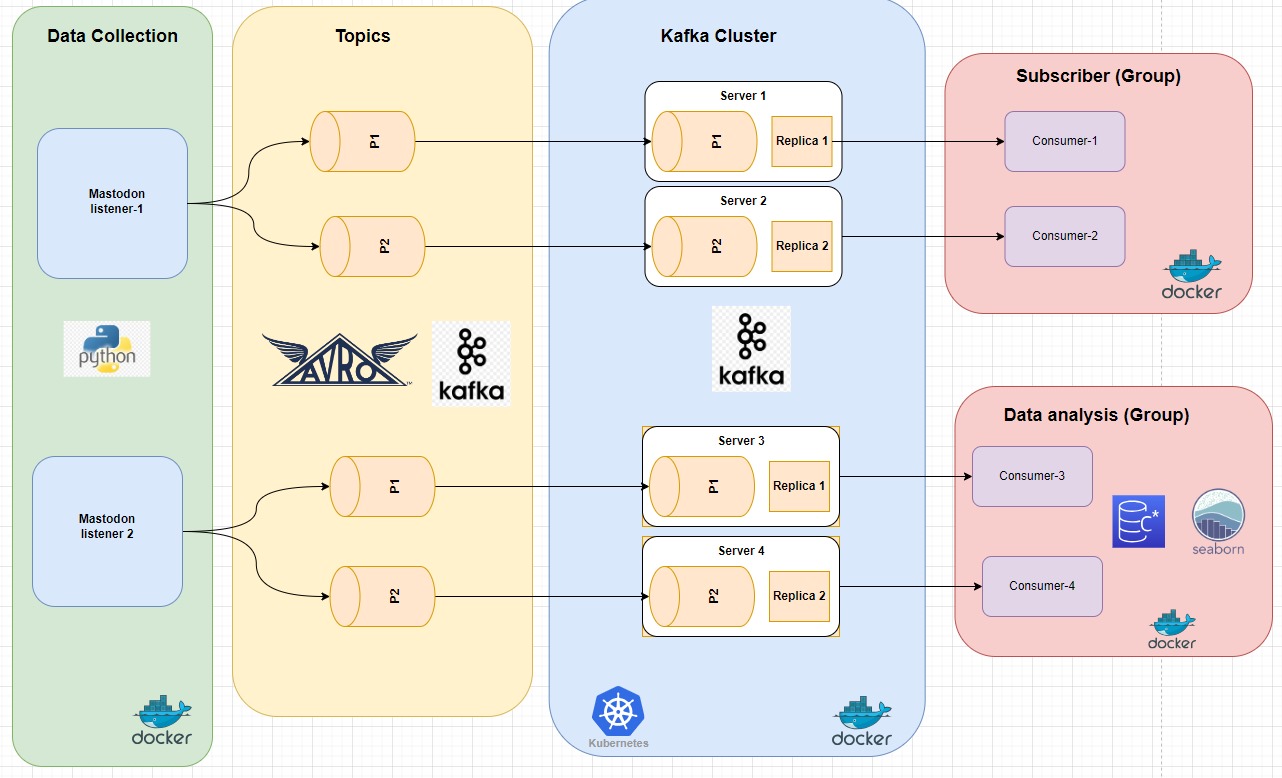 Data Collection
Mastodon
listener-1
python
Mastodon
listener 2
docker
Topics
P1
P2
AVRO
kafka
P1
P2
Kafka Cluster
Server 1
P1
Replica 1
Server 2
P2
Replica 2
kafka
Server 3
P1
Replica 1
Server 4
P2
Replica 2
Kubernetes
docker
Subscriber (Group)
Consumer-1
Consumer-2
docker
Data analysis (Group)
Consumer-3
C*
seaborn
Consumer-4
docker